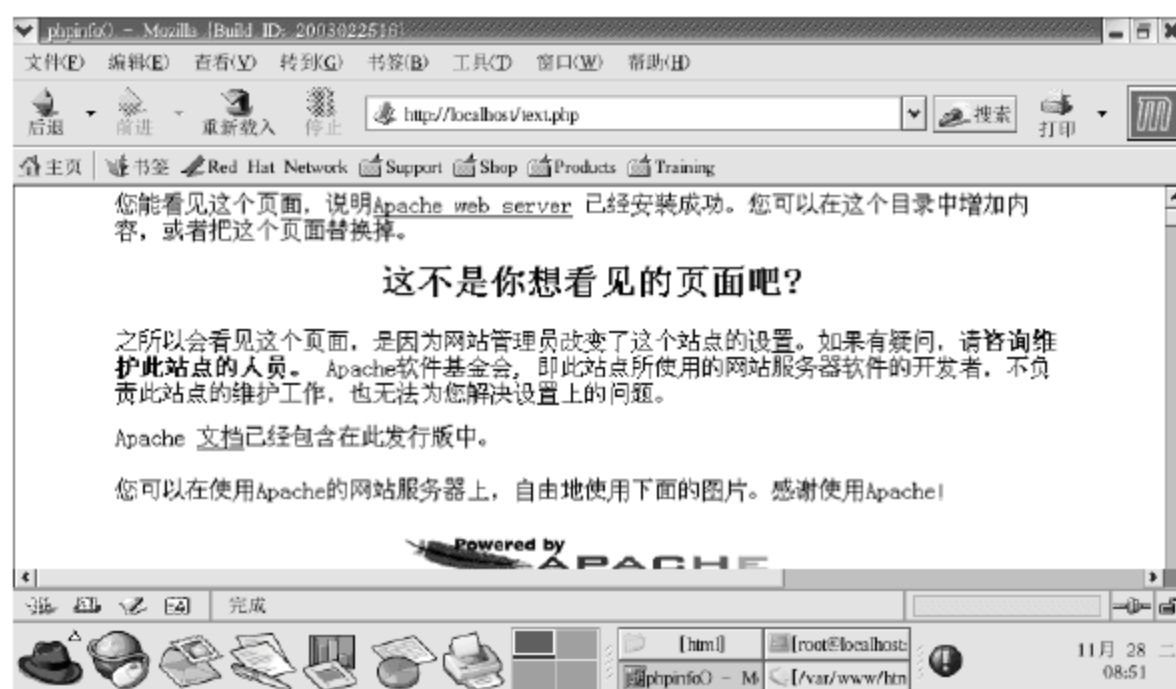 phpinfo() - Mozilla {Build ID: 2003022516}
文件(F) 编辑(E) 查看(V) 转到(G) 书签(B) 工具(T) 窗口(W) 帮助(H)
http://localhost/text.php
搜索
后退 前进 重新载入 停止 打印
主页 书签 Red Hat Network Support Shop Products Training
您能看见这个页面，说明Apache web server 已经安装成功。您可以在这个目录中增加内
容，或者把这个页面替换掉。
这不是你想看见的页面吧?
之所以会看见这个页面，是因为网站管理员改变了这个站点的设置。如果有疑问，请咨询维
护此站点的人员。 Apache软件基金会, 即此站点所使用的网站服务器软件的开发者，不负
责此站点的维护工作，也无法为您解决设置上的问题。
Apache 文档已经包含在此发行版中。
您可以在使用Apache的网站服务器上，自由地使用下面的图片。感谢使用Apache!
Powered by
APACHE
完成
[html] [root@localhost:
phpinfo() - M [/var/www/htm
11月 28 二
08:51